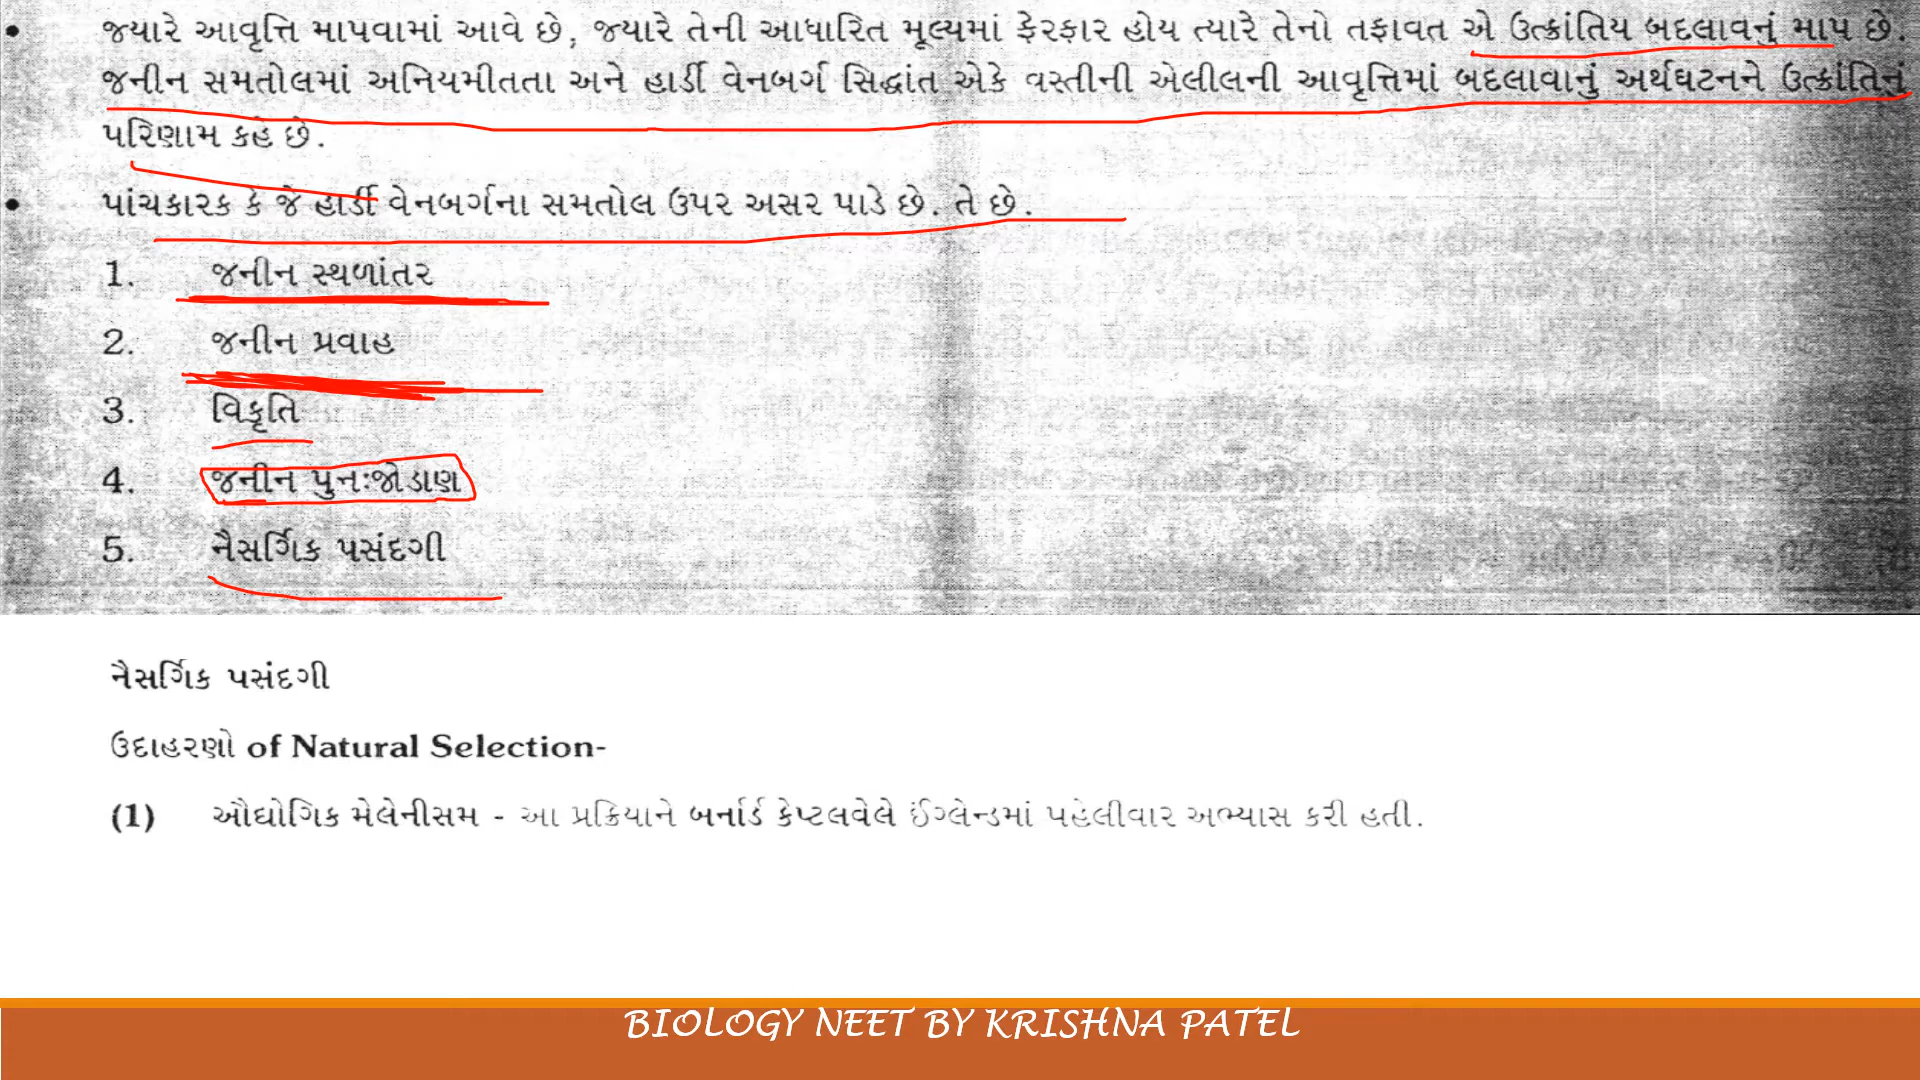 • જ્યારે આવૃત્તિ માપવામાં આવે છે, જ્યારે તેની આધારિત મૂલ્યમાં ફેરફાર હોય ત્યારે તેનો તફાવત એ ઉત્ક્રાંતિય બદલાવનું માપ છે.
જનીન સમતોલમાં અનિયમીતતા અને હાર્ડી વેનબર્ગ સિદ્ધાંત એકે વસ્તીની એલીલની આવૃત્તિમાં બદલાવાનું અર્થઘટનને ઉત્ક્રાંતિનું
પરિણામ કહે છે.
• પાંચકારક કે જે હાર્ડી વેનબર્ગના સમતોલ ઉપર અસર પાડે છે. તે છે.
1. જનીન સ્થળાંતર
2. જનીન પ્રવાહ
3. વિકૃતિ
4. જનીન પુનઃજોડાણ
5. નૈસર્ગિક પસંદગી
નૈસર્ગિક પસંદગી
ઉદાહરણો of Natural Selection-
(1) ઔદ્યોગિક મેલેનીસમ - આ પ્રક્રિયાને બર્નાર્ડ કેપ્ટલવેલે ઈંગ્લેન્ડમાં પહેલીવાર અભ્યાસ કરી હતી.
BIOLOGY NEET BY KRISHNA PATEL